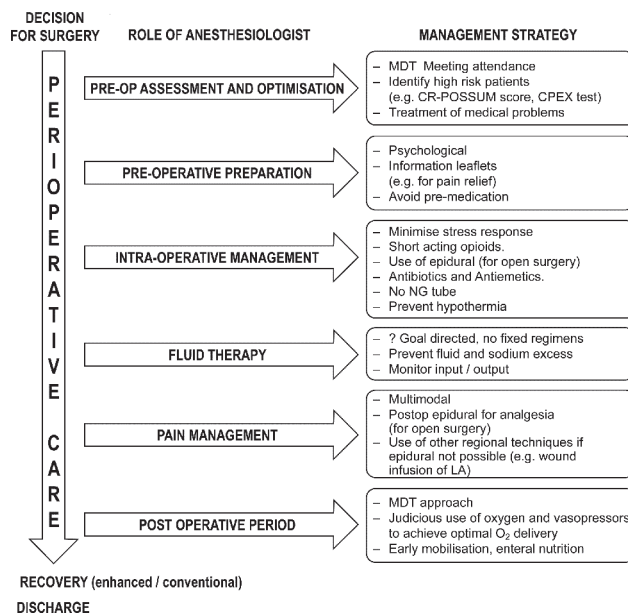 DECISION
FOR SURGERY
ROLE OF ANESTHESIOLOGIST
MANAGEMENT STRATEGY
PERIOPERATIVE CARE
PRE-OP ASSESSMENT AND OPTIMISATION
– MDT Meeting attendance
– Identify high risk patients
(e.g. CR-POSSUM score, CPEX test)
– Treatment of medical problems
PRE-OPERATIVE PREPARATION
– Psychological
– Information leaflets
(e.g. for pain relief)
– Avoid pre-medication
INTRA-OPERATIVE MANAGEMENT
– Minimise stress response
– Short acting opioids.
– Use of epidural (for open surgery)
– Antibiotics and Antiemetics.
– No NG tube
– Prevent hypothermia
FLUID THERAPY
– ? Goal directed, no fixed regimens
– Prevent fluid and sodium excess
– Monitor input / output
PAIN MANAGEMENT
– Multimodal
– Postop epidural for analgesia
(for open surgery)
– Use of other regional techniques if
epidural not possible (e.g. wound
infusion of LA)
POST OPERATIVE PERIOD
– MDT approach
– Judicious use of oxygen and vasopressors
to achieve optimal O₂ delivery
– Early mobilisation, enteral nutrition
RECOVERY (enhanced / conventional)
DISCHARGE